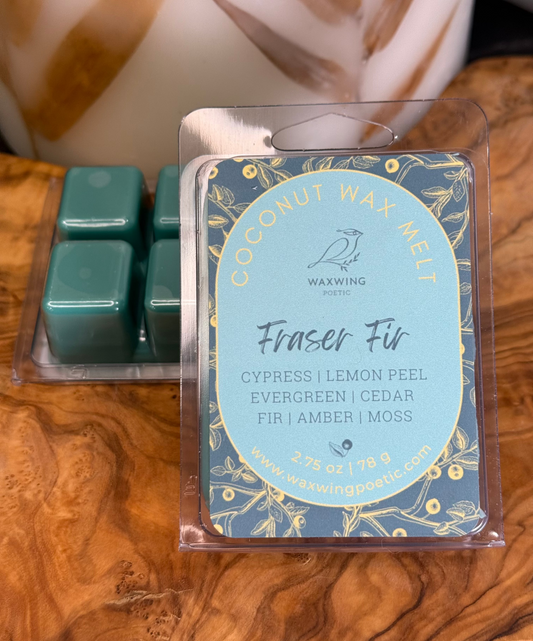 COCONUT WAX MELT
WAXWING
POETIC
Fraser Fir
CYPRESS | LEMON PEEL
EVERGREEN | CEDAR
FIR | AMBER | MOSS
2.75 oz | 78 g
www.waxwingpoetic.com